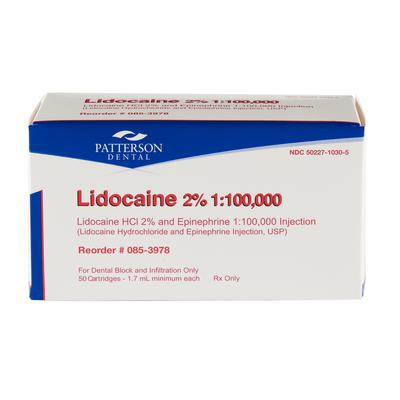 Lidocaine 2% 1:100,000
Lidocaine HCl 2% and Epinephrine 1:100,000 Injection
(Lidocaine Hydrochloride and Epinephrine Injection, USP)
Reorder # 085-3978
PATTERSON
DENTAL
NDC 50227-1030-5
Lidocaine 2% 1:100,000
Lidocaine HCl 2% and Epinephrine 1:100,000 Injection
(Lidocaine Hydrochloride and Epinephrine Injection, USP)
Reorder # 085-3978
For Dental Block and Infiltration Only
50 Cartridges - 1.7 mL minimum each Rx Only